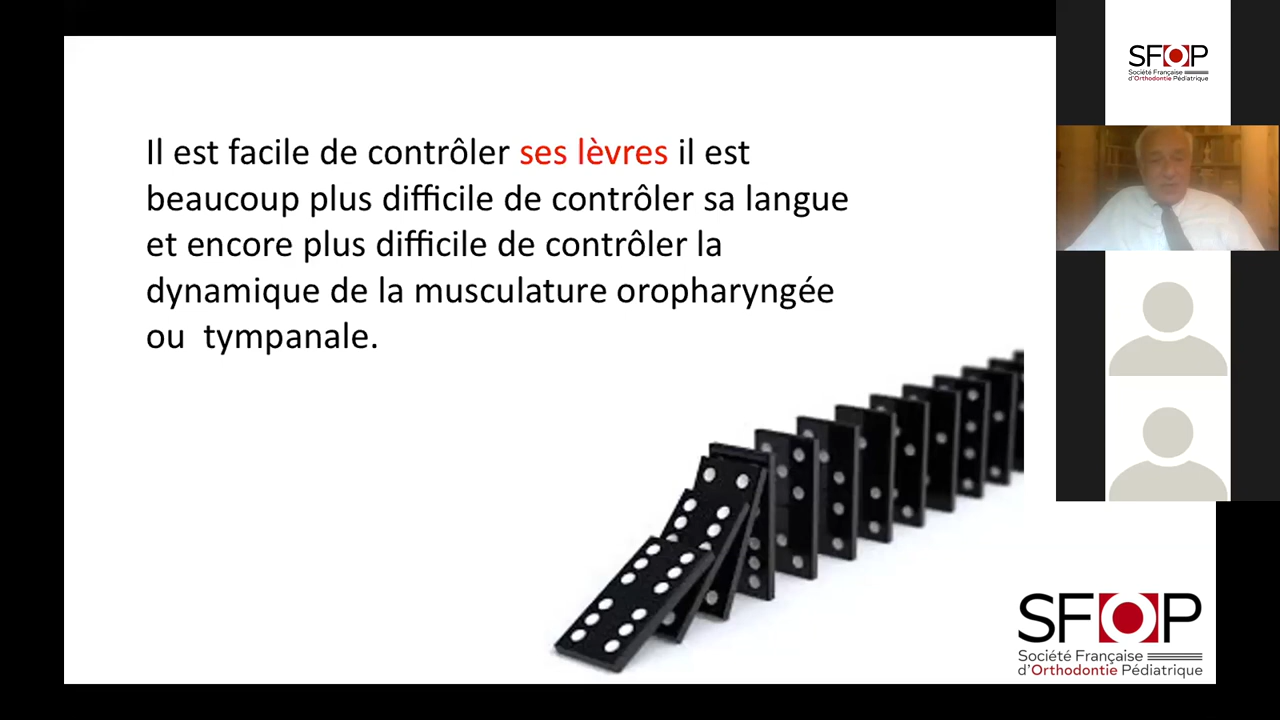 Il est facile de contrôler ses lèvres il est
beaucoup plus difficile de contrôler sa langue
et encore plus difficile de contrôler la
dynamique de la musculature oropharyngée
ou tympanale.
SFOP
Société Française
d'Orthodontie Pédiatrique
SFOP
Société Française
d'Orthodontie Pédiatrique